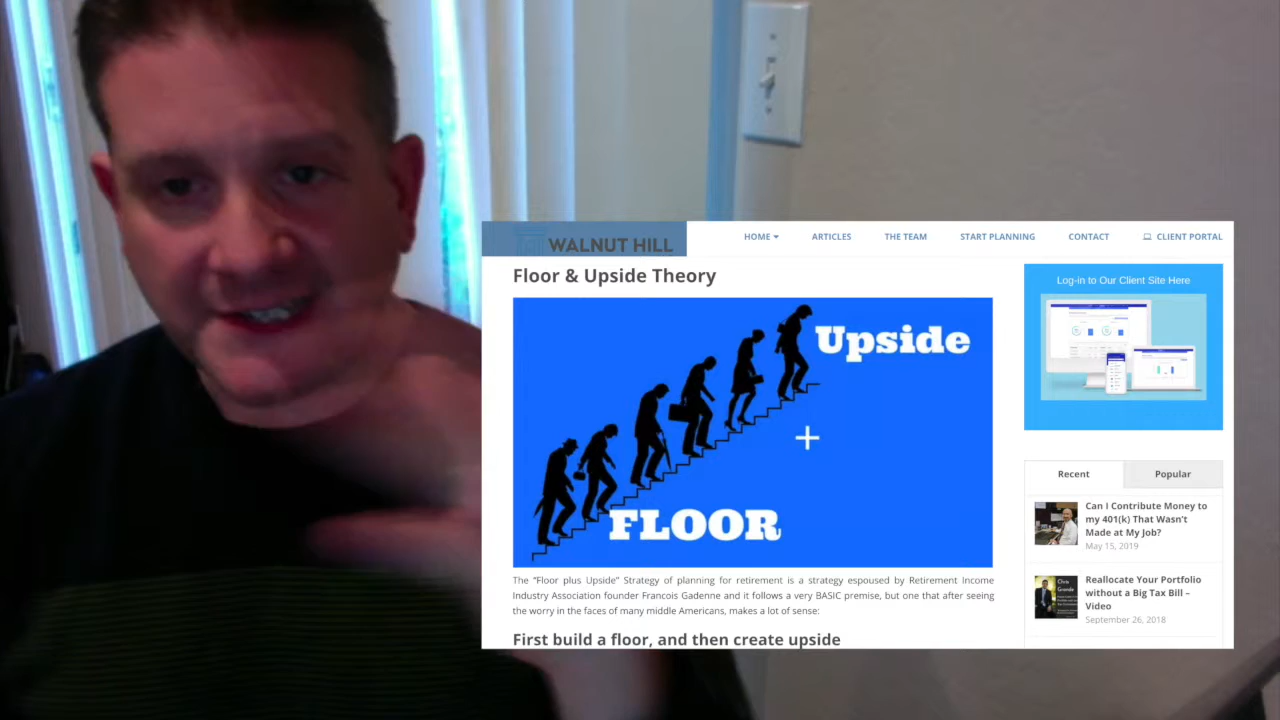 WALNUT HILL
HOME
ARTICLES
THE TEAM
START PLANNING
CONTACT
CLIENT PORTAL
Floor & Upside Theory
Upside
FLOOR
The “Floor plus Upside” Strategy of planning for retirement is a strategy espoused by Retirement Income
Industry Association founder Francois Gadenne and it follows a very BASIC premise, but one that after seeing
the worry in the faces of many middle Americans, makes a lot of sense:
First build a floor, and then create upside
Log-in to Our Client Site Here
Recent
Popular
Can I Contribute Money to
my 401(k) That Wasn't
Made at My Job?
May 15, 2019
Reallocate Your Portfolio
without a Big Tax Bill –
Video
September 26, 2018